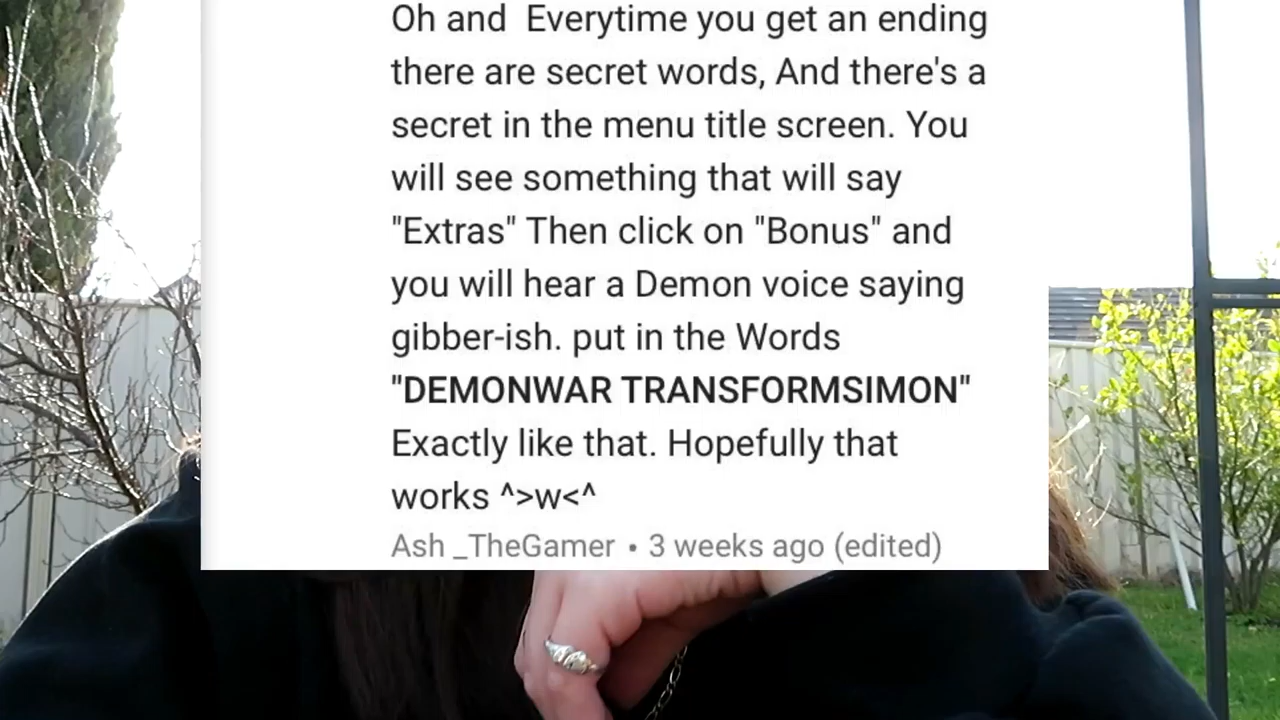 Oh and  Everytime you get an ending
there are secret words, And there's a
secret in the menu title screen. You
will see something that will say
"Extras" Then click on "Bonus" and
you will hear a Demon voice saying
gibber-ish. put in the Words
"DEMONWAR TRANSFORMSIMON"
Exactly like that. Hopefully that
works ^>w<^
Ash _TheGamer • 3 weeks ago (edited)